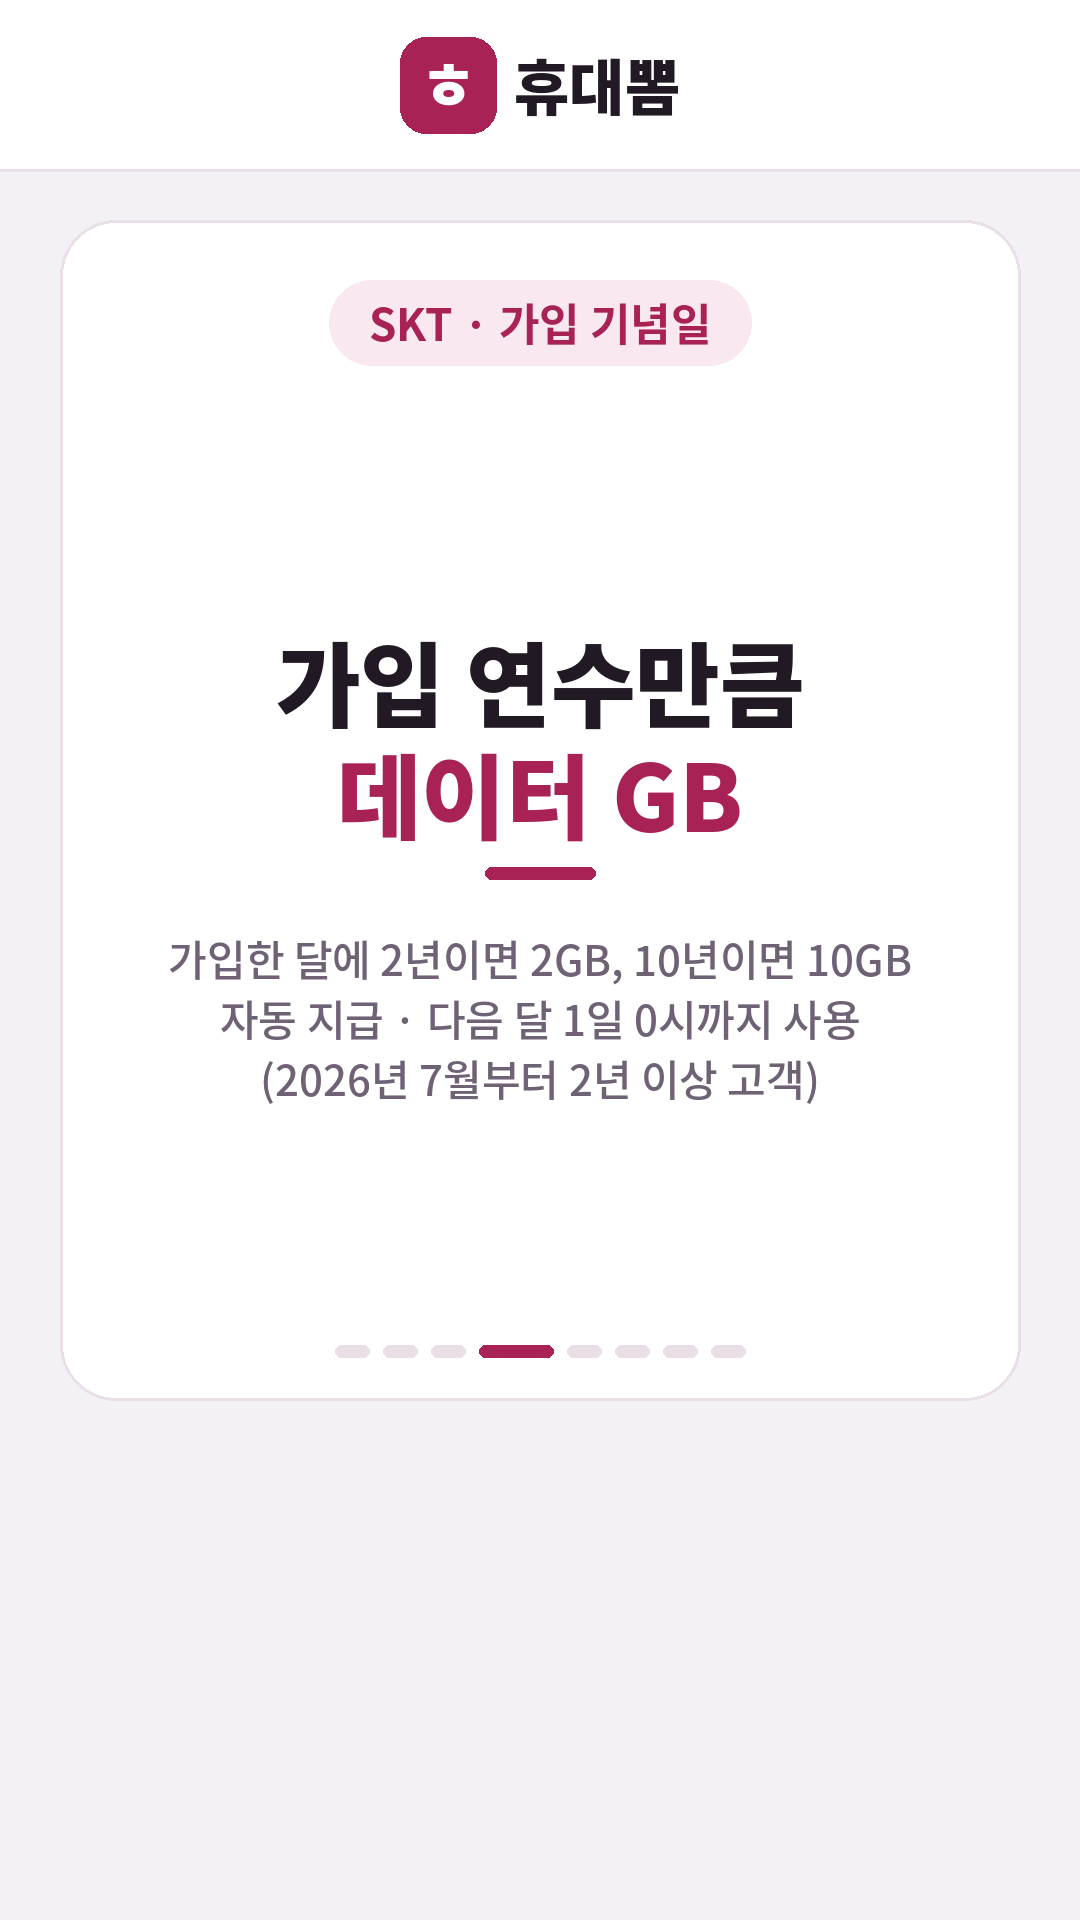 ㅎ 휴대뽐
SKT · 가입 기념일
가입 연수만큼
데이터 GB
가입한 달에 2년이면 2GB, 10년이면 10GB
자동 지급 · 다음 달 1일 0시까지 사용
(2026년 7월부터 2년 이상 고객)